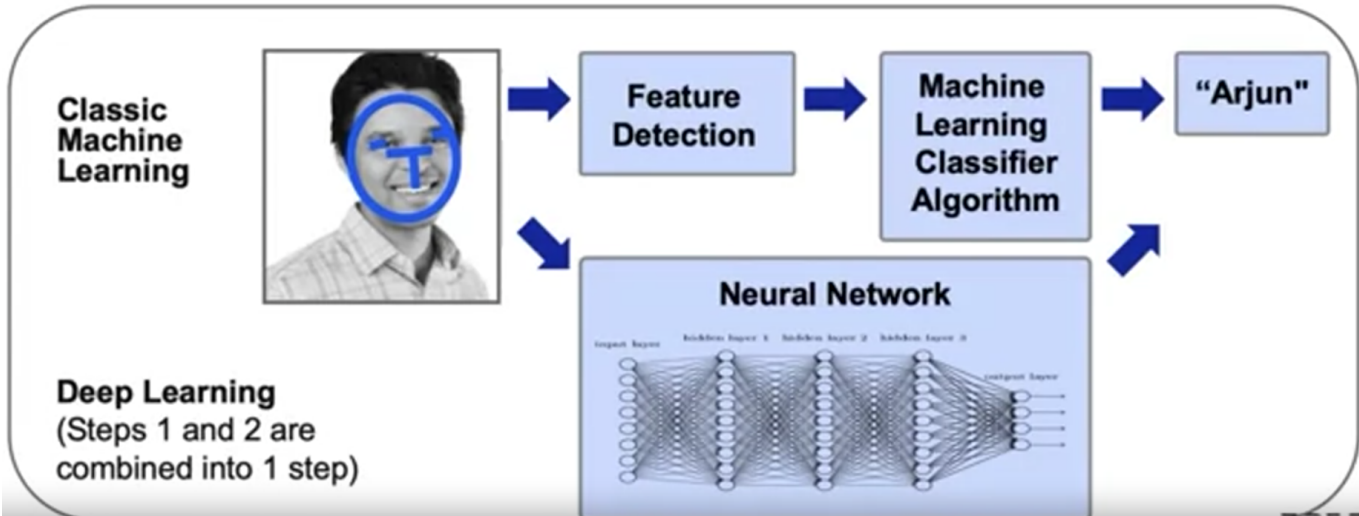 Classic
Machine
Learning
Feature
Detection
Machine
Learning
Classifier
Algorithm
“Arjun"
Neural Network
input layer
hidden layer 1
hidden layer 2
hidden layer 3
output layer
Deep Learning
(Steps 1 and 2 are
combined into 1 step)